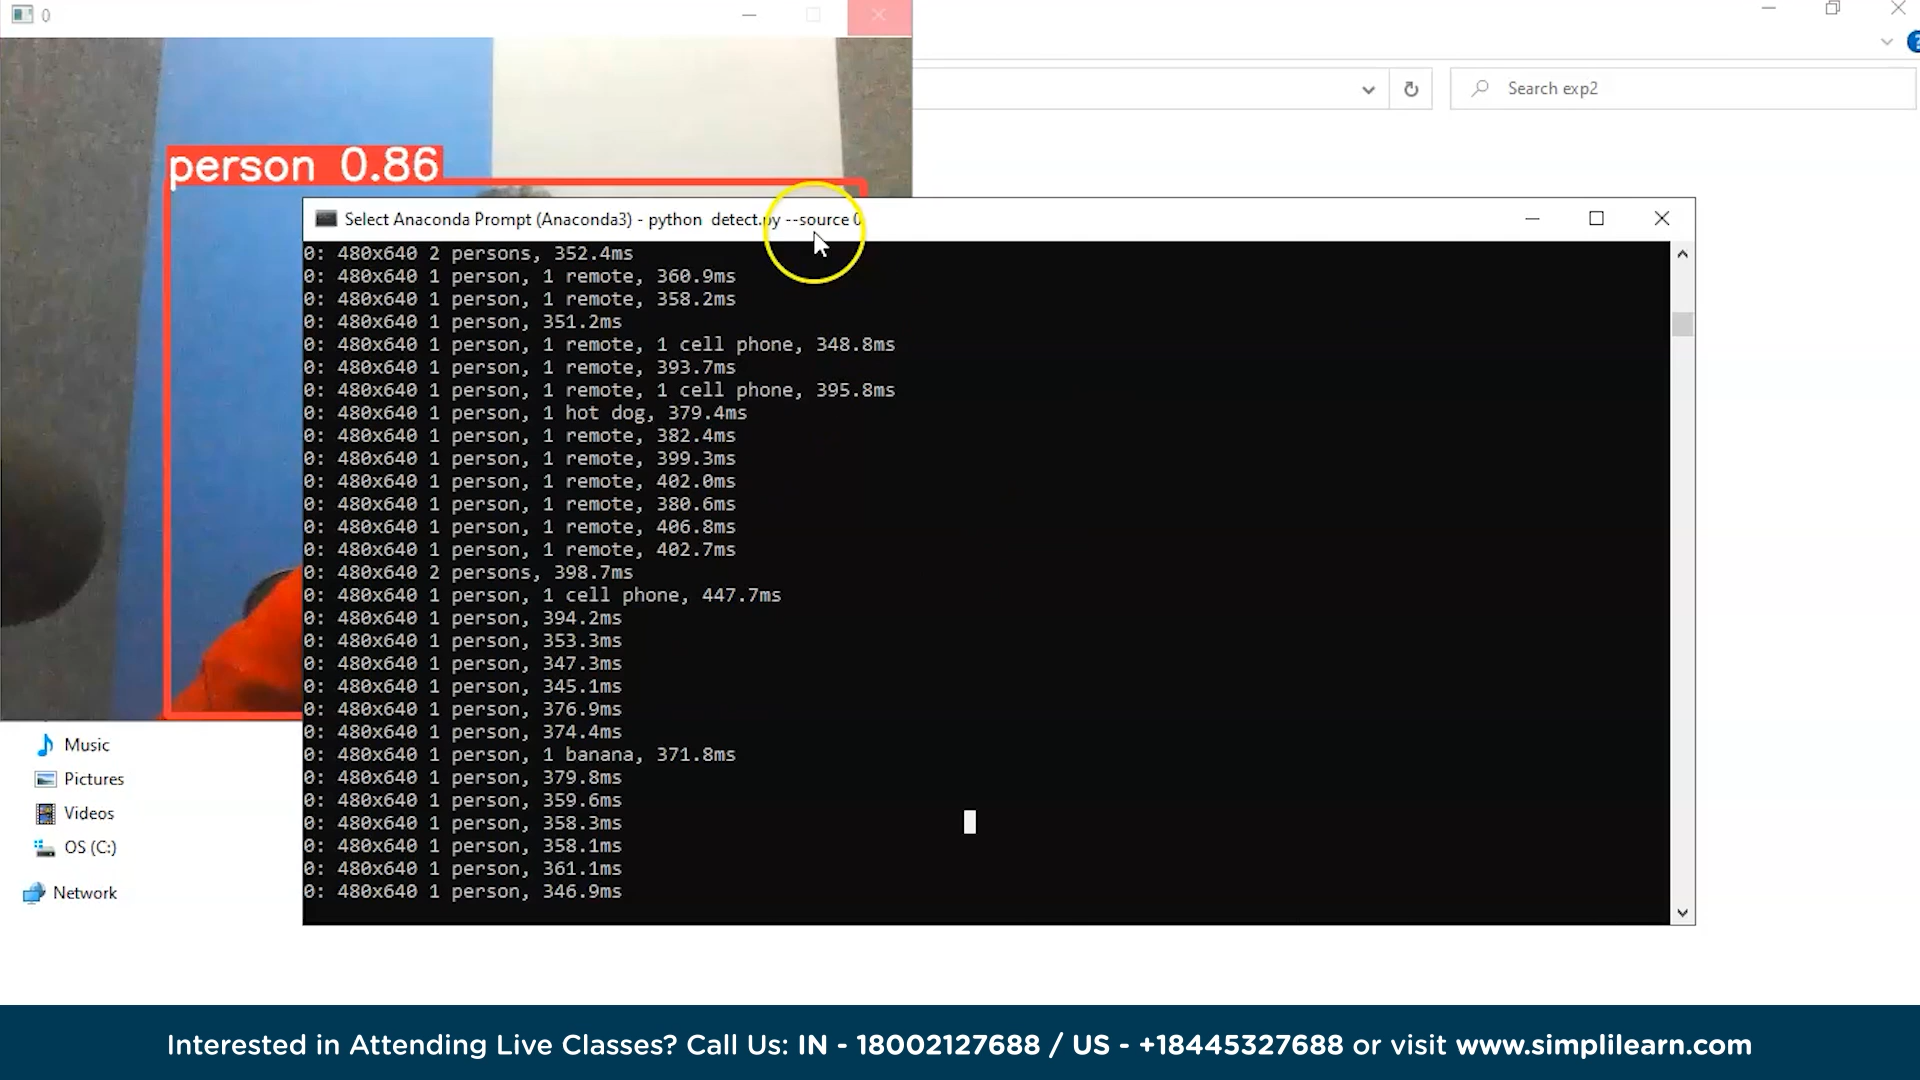 0
Search exp2
person 0.86
Select Anaconda Prompt (Anaconda3) - python detect.py --source 0
0: 480x640 2 persons, 352.4ms
0: 480x640 1 person, 1 remote, 360.9ms
0: 480x640 1 person, 1 remote, 358.2ms
0: 480x640 1 person, 351.2ms
0: 480x640 1 person, 1 remote, 1 cell phone, 348.8ms
0: 480x640 1 person, 1 remote, 393.7ms
0: 480x640 1 person, 1 remote, 1 cell phone, 395.8ms
0: 480x640 1 person, 1 hot dog, 379.4ms
0: 480x640 1 person, 1 remote, 382.4ms
0: 480x640 1 person, 1 remote, 399.3ms
0: 480x640 1 person, 1 remote, 402.0ms
0: 480x640 1 person, 1 remote, 380.6ms
0: 480x640 1 person, 1 remote, 406.8ms
0: 480x640 1 person, 1 remote, 402.7ms
0: 480x640 2 persons, 398.7ms
0: 480x640 1 person, 1 cell phone, 447.7ms
0: 480x640 1 person, 394.2ms
0: 480x640 1 person, 353.3ms
0: 480x640 1 person, 347.3ms
0: 480x640 1 person, 345.1ms
0: 480x640 1 person, 376.9ms
0: 480x640 1 person, 374.4ms
0: 480x640 1 person, 1 banana, 371.8ms
0: 480x640 1 person, 379.8ms
0: 480x640 1 person, 359.6ms
0: 480x640 1 person, 358.3ms
0: 480x640 1 person, 358.1ms
0: 480x640 1 person, 361.1ms
0: 480x640 1 person, 346.9ms
Music
Pictures
Videos
OS (C:)
Network
Interested in Attending Live Classes? Call Us: IN - 18002127688 / US - +18445327688 or visit www.simplilearn.com